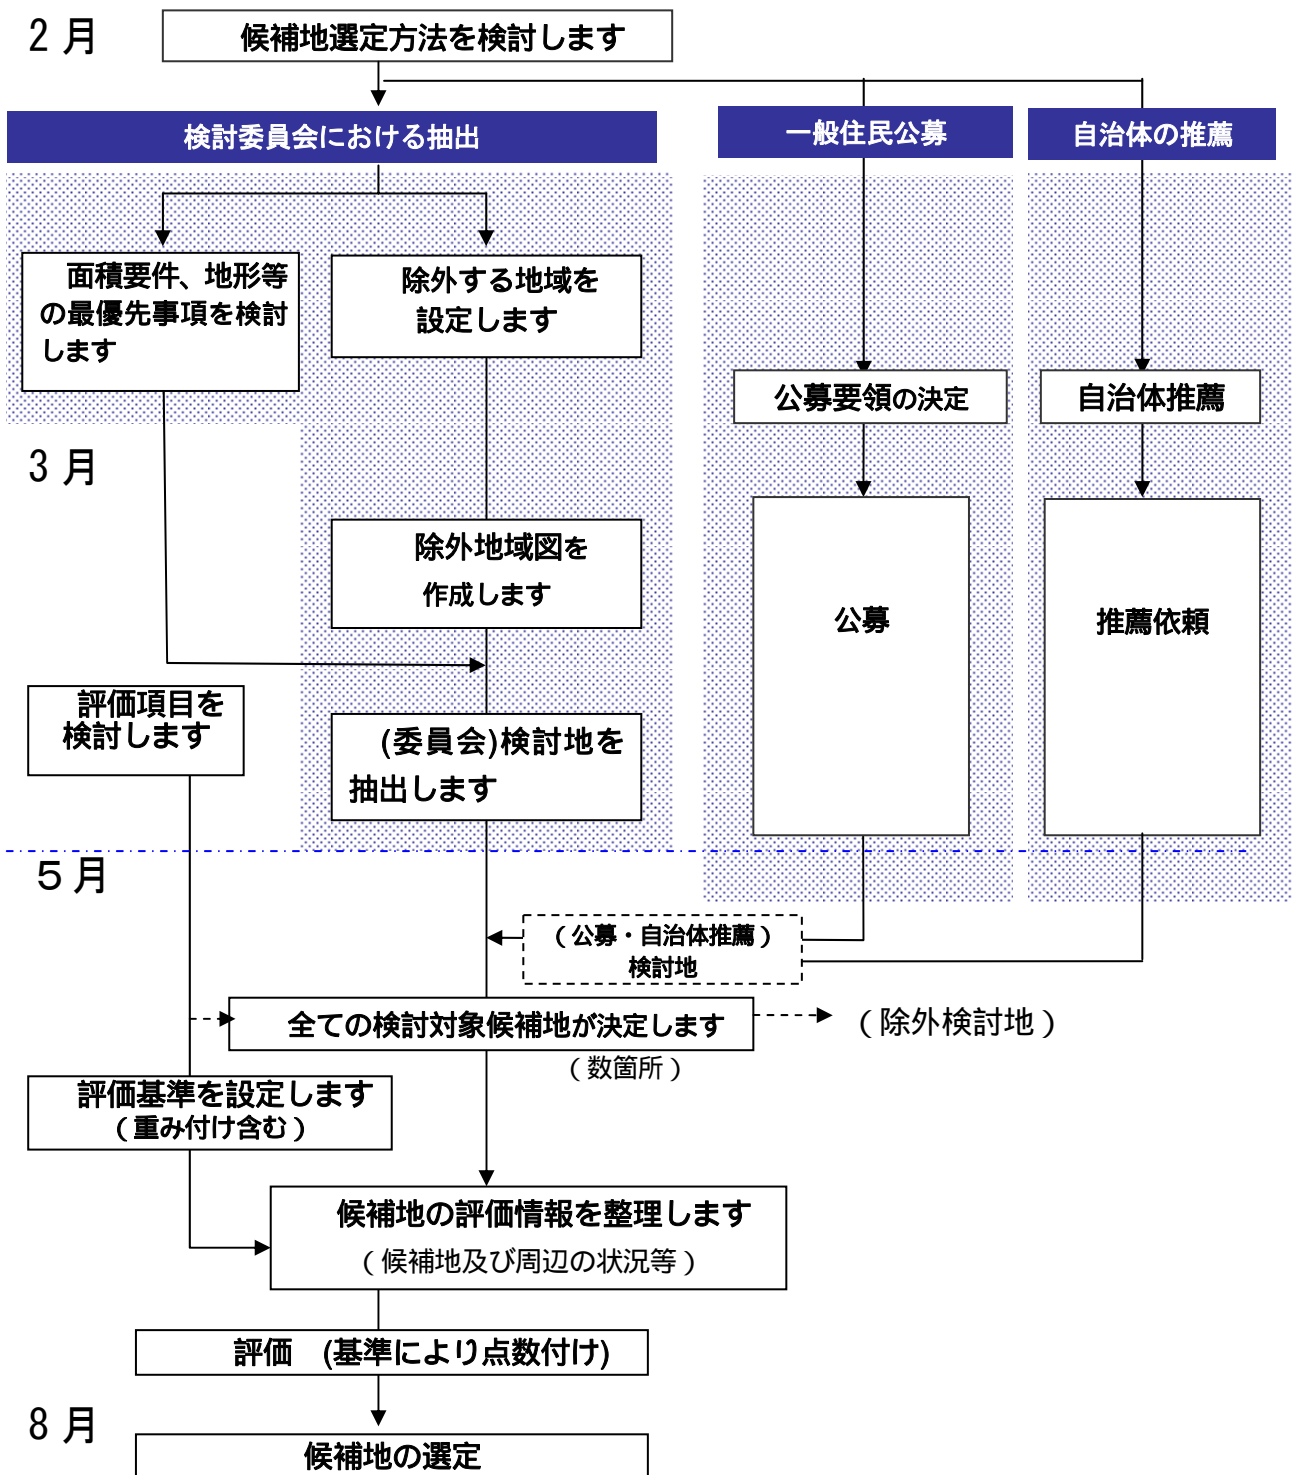 2 月
候補地選定方法を検討します
検討委員会における抽出
一般住民公募
自治体の推薦
面積要件、地形等
の最優先事項を検討
します
除外する地域を
設定します
公募要領の決定
自治体推薦
3 月
除外地域図を
作成します
公募
推薦依頼
評価項目を
検討します
(委員会)検討地を
抽出します
５月
（公募・自治体推薦）
検討地
全ての検討対象候補地が決定します
（除外検討地）
（数箇所）
評価基準を設定します
（重み付け含む）
候補地の評価情報を整理します
（候補地及び周辺の状況等）
評価　(基準により点数付け)
8 月
候補地の選定